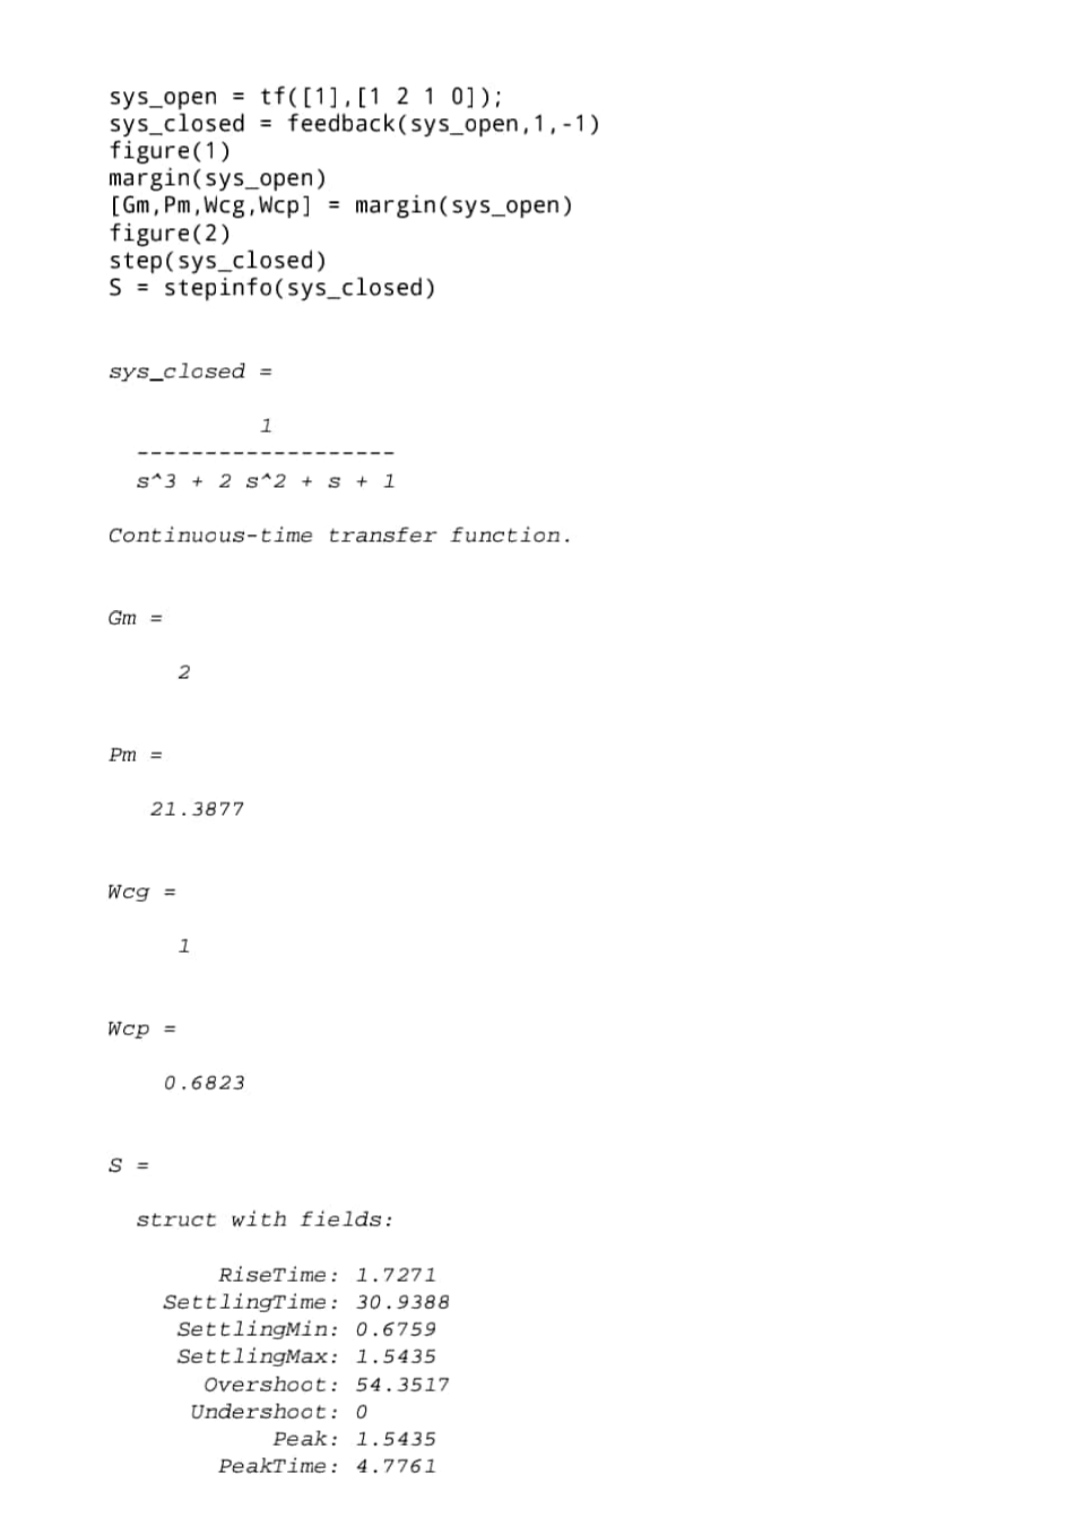 sys_open = tf([1],[1 2 1 0]);
sys_closed = feedback(sys_open,1,-1)
figure(1)
margin(sys_open)
[Gm,Pm,Wcg,Wcp] = margin(sys_open)
figure(2)
step(sys_closed)
S = stepinfo(sys_closed)
sys_closed =
1
-------------------
s^3 + 2 s^2 + s + 1
Continuous-time transfer function.
Gm =
2
Pm =
21.3877
Wcg =
1
Wcp =
0.6823
S =
struct with fields:
RiseTime: 1.7271
SettlingTime: 30.9388
SettlingMin: 0.6759
SettlingMax: 1.5435
Overshoot: 54.3517
Undershoot: 0
Peak: 1.5435
PeakTime: 4.7761